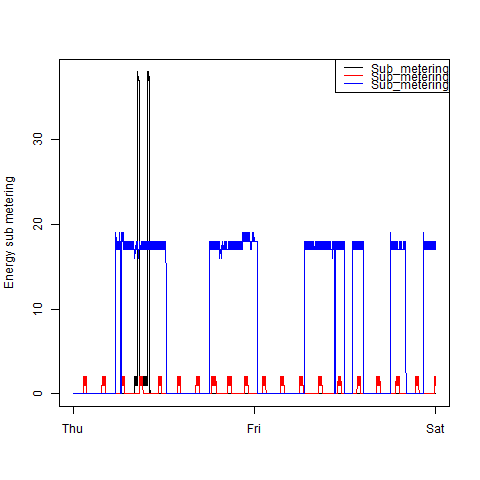 Sub_metering
Sub_metering
Sub_metering
Energy sub metering
30
20
10
0
Thu
Fri
Sat